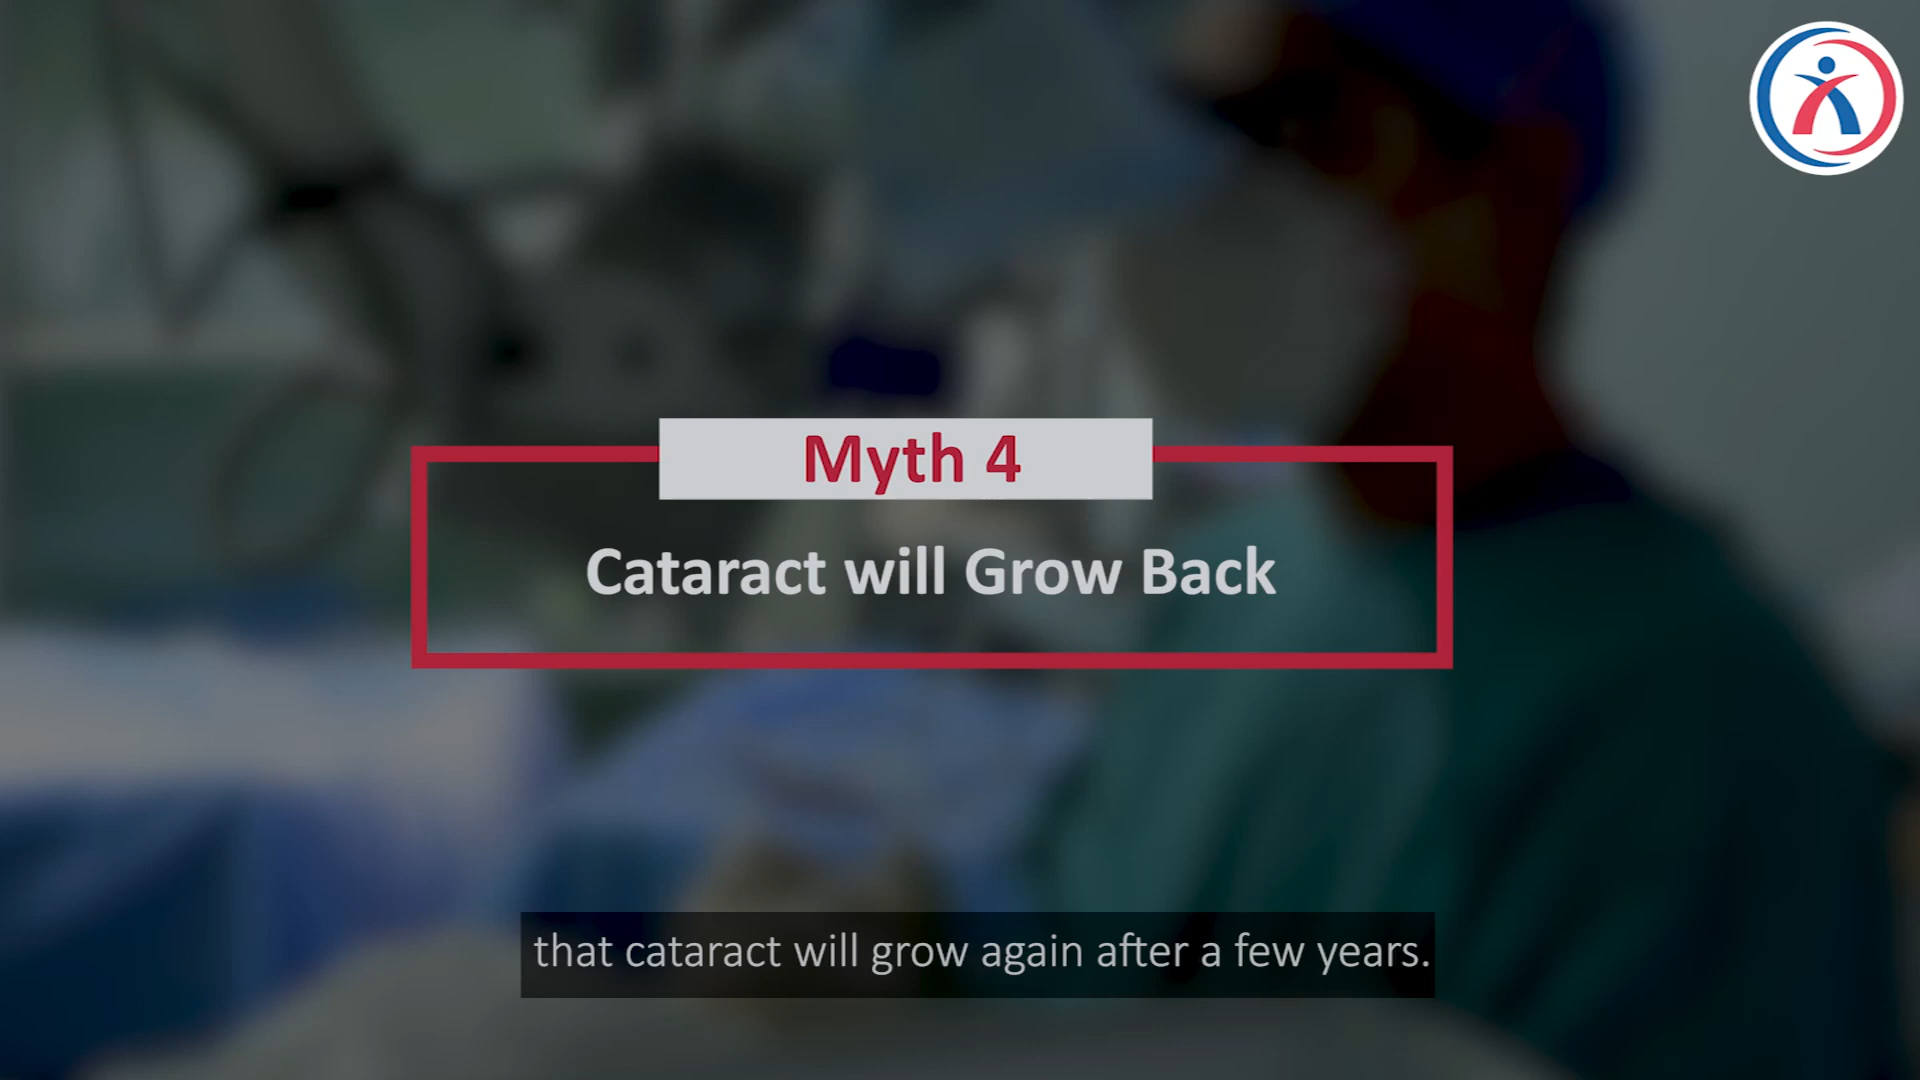 Myth 4
Cataract will Grow Back
that cataract will grow again after a few years.